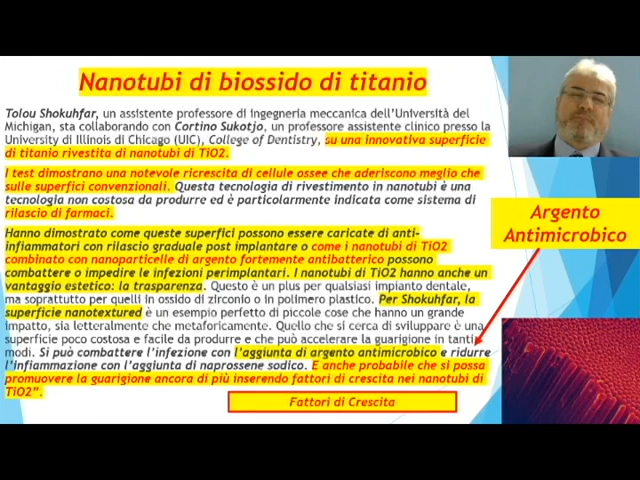 Nanotubi di biossido di titanio
Tolou Shokuhfar, un assistente professore di ingegneria meccanica dell'Università del
Michigan, sta collaborando con Cortino Sukotjo, un professore assistente clinico presso la
University di Illinois di Chicago (UIC), College of Dentistry, su una innovativa superficie
di titanio rivestita di nanotubi di TiO2.
I test dimostrano una notevole ricrescita di cellule ossee che aderiscono meglio che
sulle superfici convenzionali. Questa tecnologia di rivestimento in nanotubi è una
tecnologia non costosa da produrre ed è particolarmente indicata come sistema di
rilascio di farmaci.
Hanno dimostrato come queste superfici possono essere caricate di anti-
infiammatori con rilascio graduale post implantare o come i nanotubi di TiO2
combinato con nanoparticelle di argento fortemente antibatterico possono
combattere o impedire le infezioni perimplantari. I nanotubi di TiO2 hanno anche un
vantaggio estetico: la trasparenza. Questo è un plus per qualsiasi impianto dentale,
ma soprattutto per quelli in ossido di zirconio o in polimero plastico. Per Shokuhfar, la
superficie nanotextured è un esempio perfetto di piccole cose che hanno un grande
impatto, sia letteralmente che metaforicamente. Quello che si cerca di sviluppare è una
superficie poco costosa e facile da produrre e che può accelerare la guarigione in tanti
modi. Si può combattere l'infezione con l'aggiunta di argento antimicrobico e ridurre
l'infiammazione con l'aggiunta di naprossene sodico. E anche probabile che si possa
promuovere la guarigione ancora di più inserendo fattori di crescita nei nanotubi di
TiO2".
Fattori di Crescita
Argento
Antimicrobico